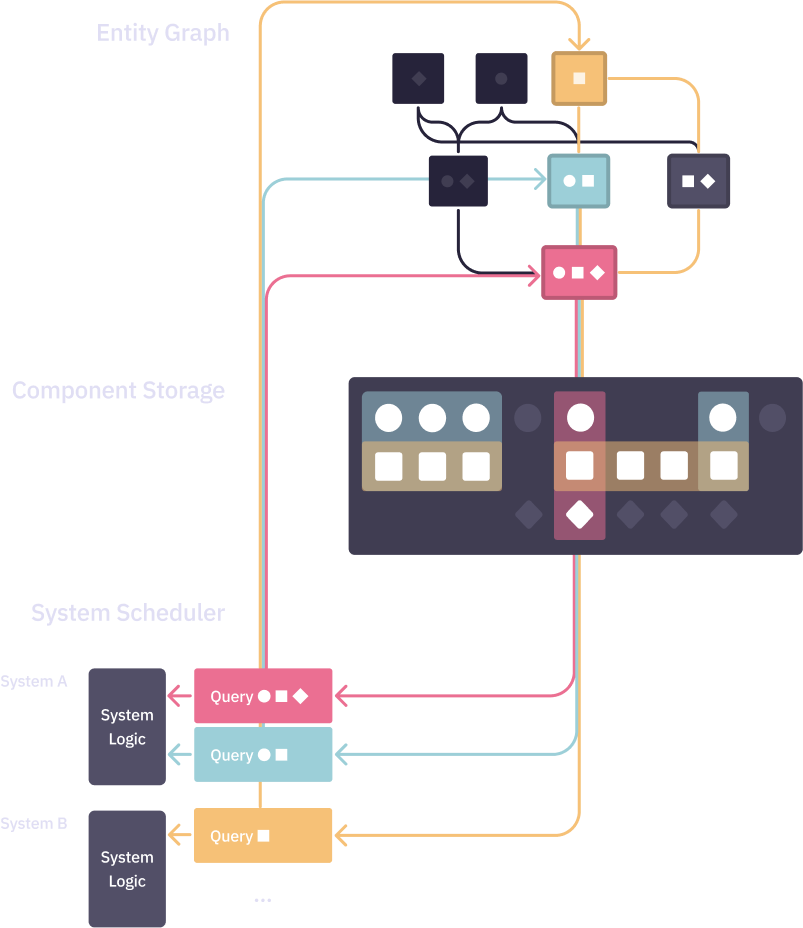 Entity Graph
Component Storage
System Scheduler
System A
System
Logic
Query
Query
System B
System
Logic
Query
...